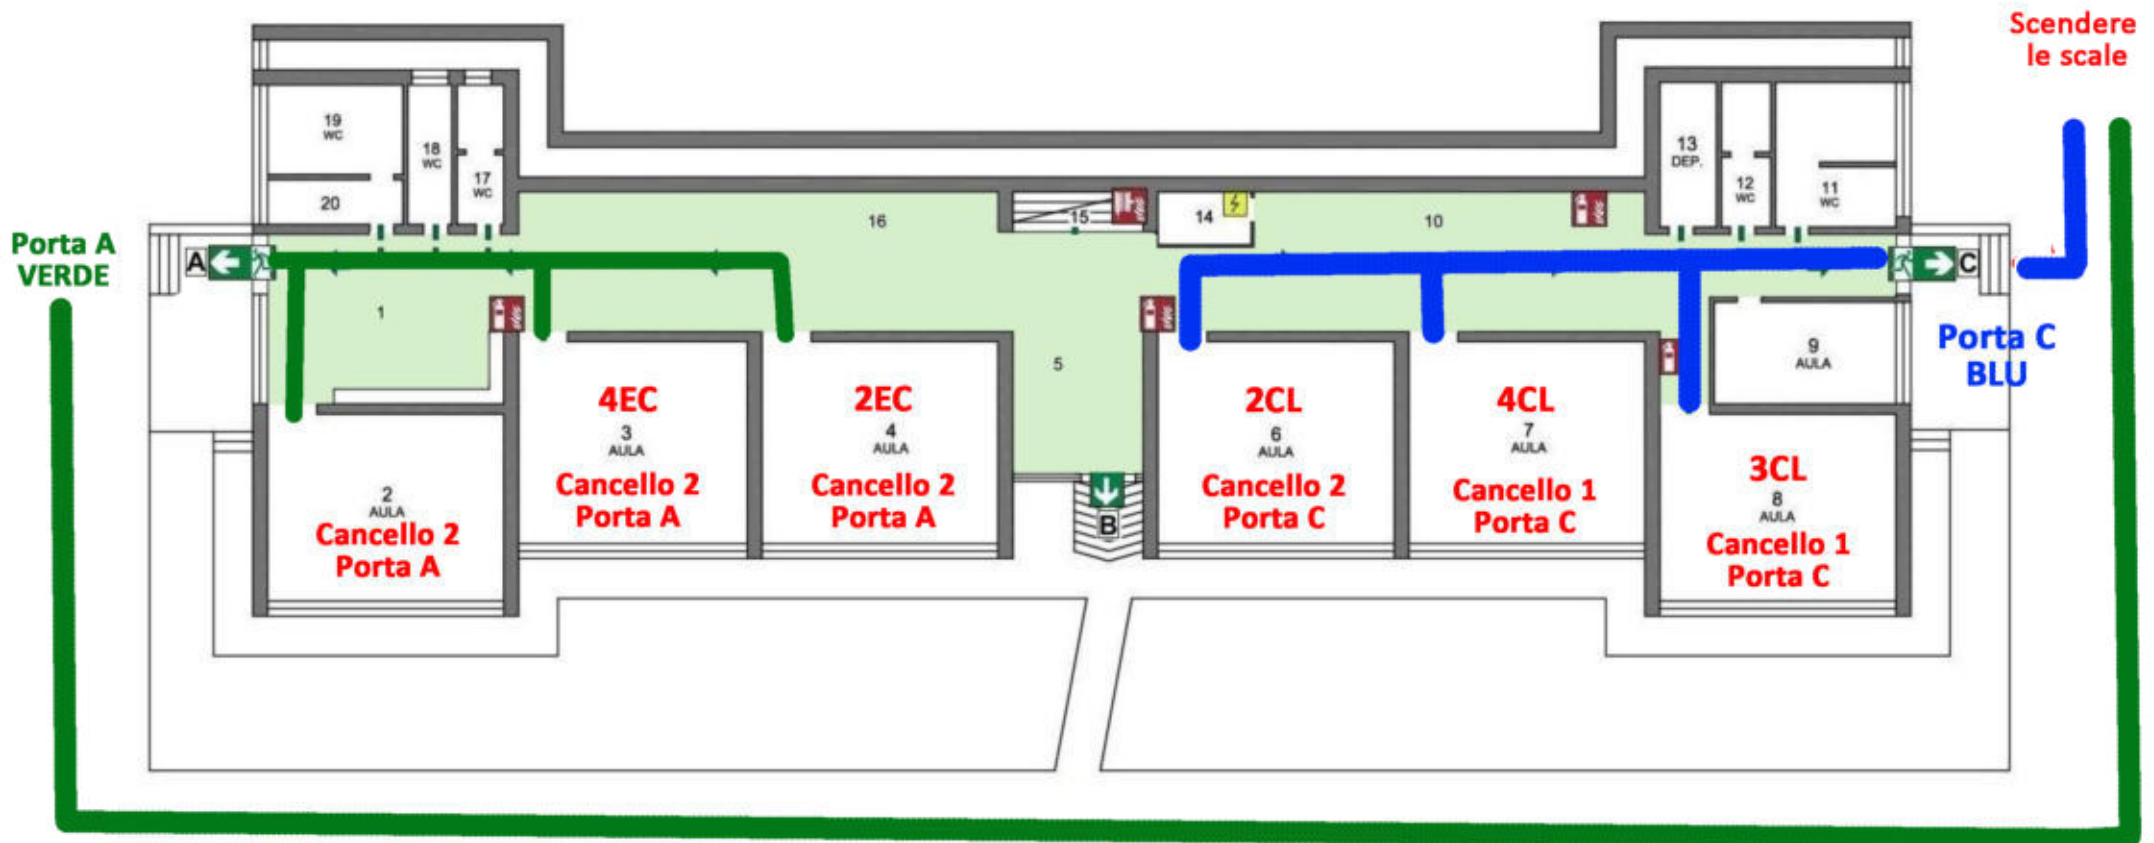 Scendere
le scale
19
WC
18
WC
17
WC
20
16
15
14
10
13
DEP.
12
WC
11
WC
Porta A
VERDE
A
C
1
5
9
AULA
Porta C
BLU
4EC
3
AULA
Cancello 2
Porta A
2EC
4
AULA
Cancello 2
Porta A
2CL
6
AULA
Cancello 2
Porta C
4CL
7
AULA
Cancello 1
Porta C
3CL
8
AULA
Cancello 1
Porta C
2
AULA
Cancello 2
Porta A
B